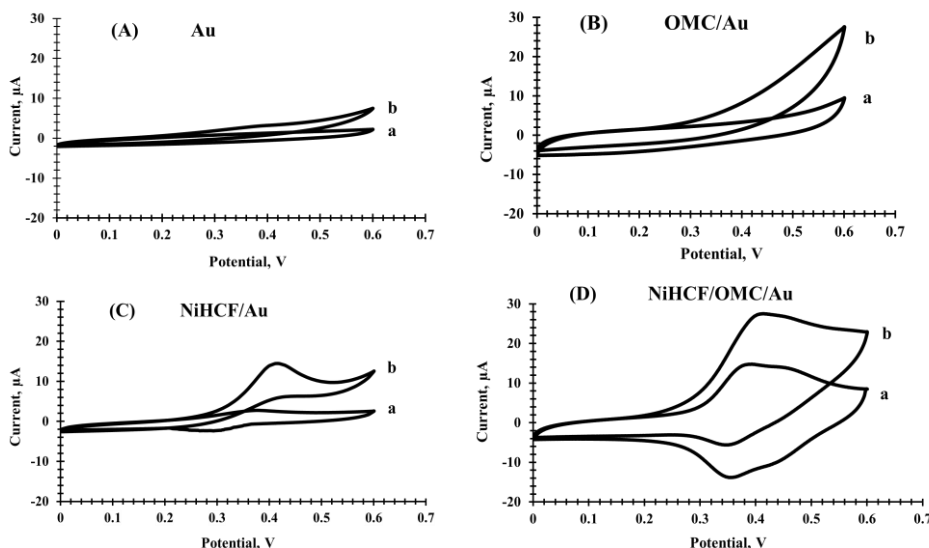 (A) Au
30
20
10
0
-10
-20
Current, µA
b
a
0 0.1 0.2 0.3 0.4 0.5 0.6 0.7
Potential, V
(B) OMC/Au
30
20
10
0
-10
-20
Current, µA
b
a
0 0.1 0.2 0.3 0.4 0.5 0.6 0.7
Potential, V
(C) NiHCF/Au
30
20
10
0
-10
-20
Current, µA
b
a
0 0.1 0.2 0.3 0.4 0.5 0.6 0.7
Potential, V
(D) NiHCF/OMC/Au
30
20
10
0
-10
-20
Current, µA
b
a
0 0.1 0.2 0.3 0.4 0.5 0.6 0.7
Potential, V